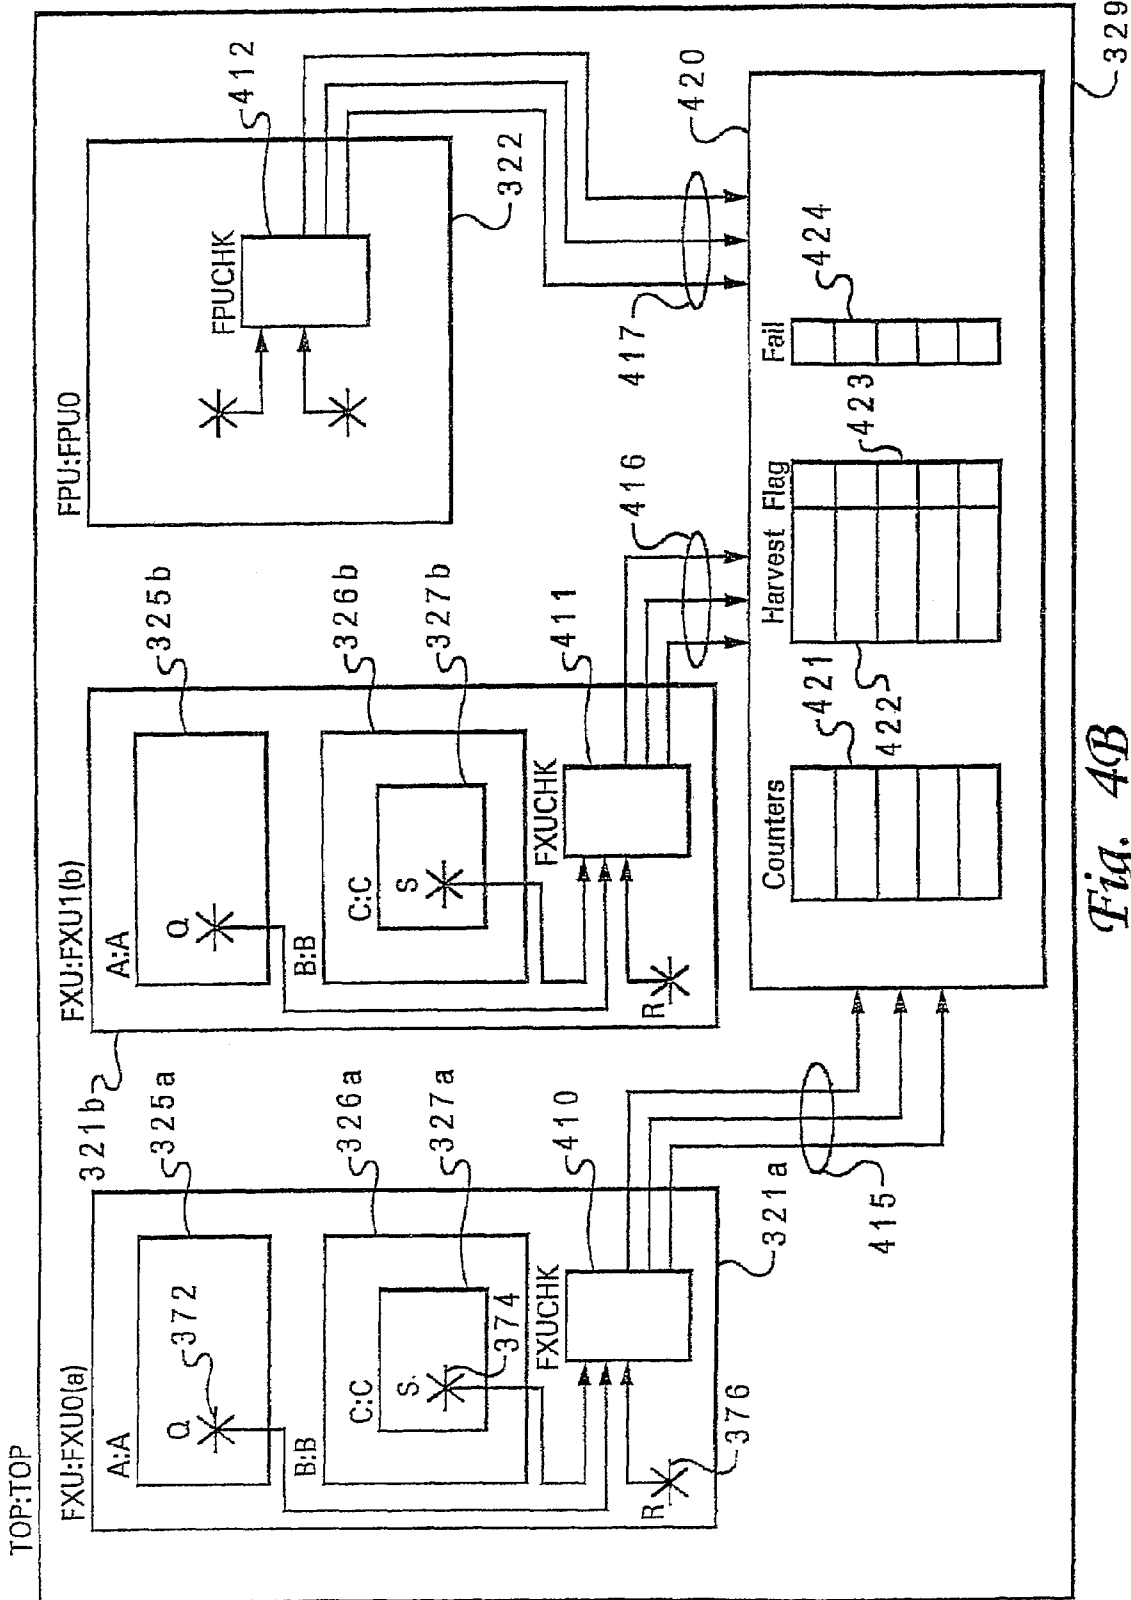 TOP:TOP
FXU:FXU0(a)
A:A
Q
372
325a
B:B
C:C
S
374
326a
327a
FXUCHK
410
R
376
321a
415
321b
FXU:FXU1(b)
A:A
Q
325b
B:B
C:C
S
326b
327b
FXUCHK
411
R
416
FPU:FPU0
FPUCHK
412
322
417
420
Counters
421
Harvest
Flag
422
423
Fail
424
329
Fig. 4B